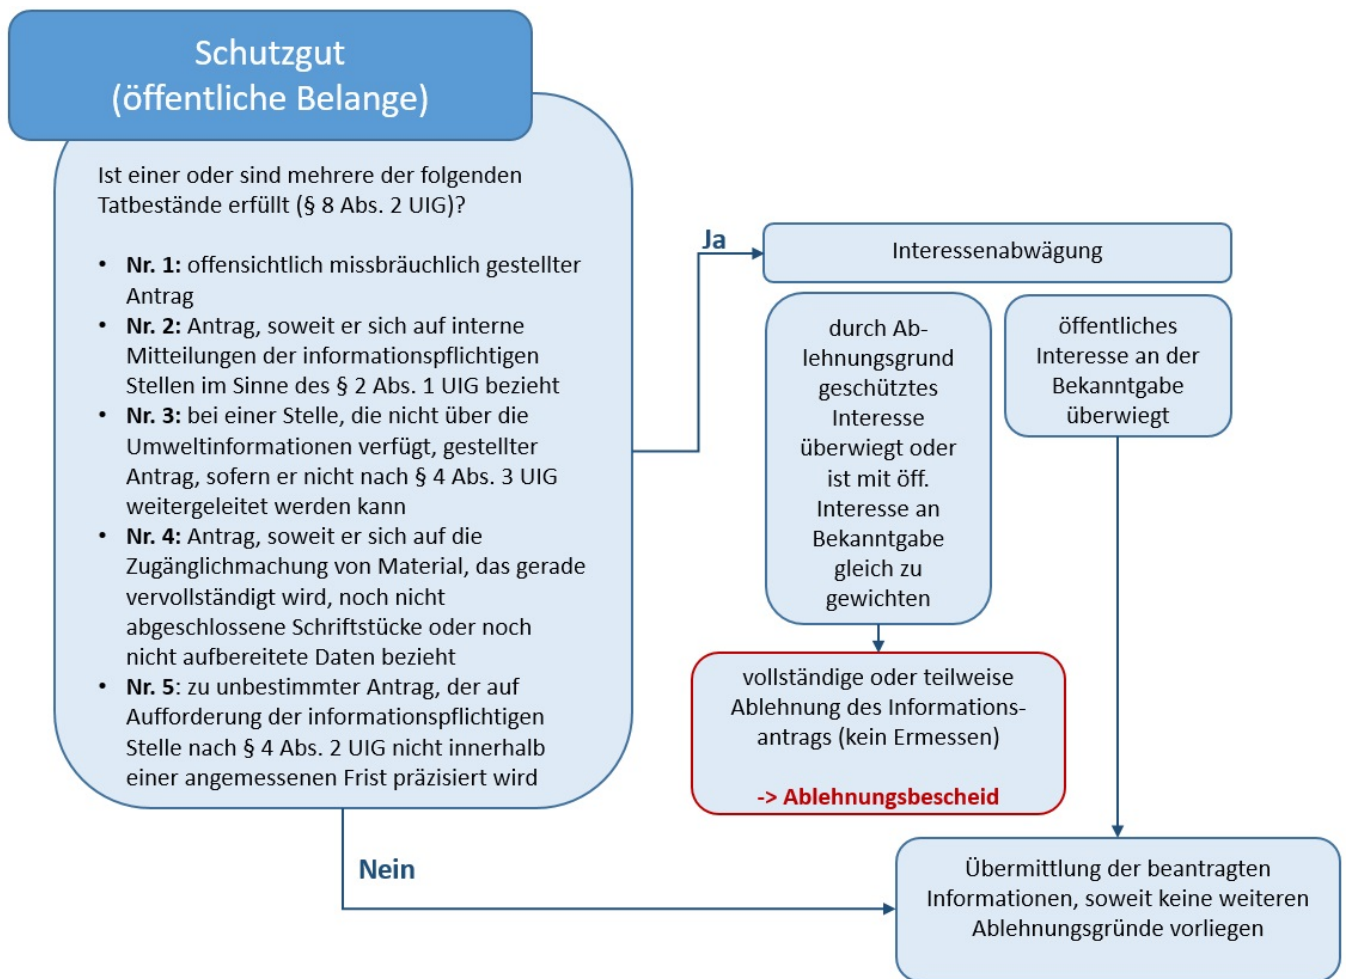 Schutzgut
(öffentliche Belange)
Ist einer oder sind mehrere der folgenden
Tatbestände erfüllt (§ 8 Abs. 2 UIG)?
• Nr. 1: offensichtlich missbräuchlich gestellter
Antrag
• Nr. 2: Antrag, soweit er sich auf interne
Mitteilungen der informationspflichtigen
Stellen im Sinne des § 2 Abs. 1 UIG bezieht
• Nr. 3: bei einer Stelle, die nicht über die
Umweltinformationen verfügt, gestellter
Antrag, sofern er nicht nach § 4 Abs. 3 UIG
weitergeleitet werden kann
• Nr. 4: Antrag, soweit er sich auf die
Zugänglichmachung von Material, das gerade
vervollständigt wird, noch nicht
abgeschlossene Schriftstücke oder noch
nicht aufbereitete Daten bezieht
• Nr. 5: zu unbestimmter Antrag, der auf
Aufforderung der informationspflichtigen
Stelle nach § 4 Abs. 2 UIG nicht innerhalb
einer angemessenen Frist präzisiert wird
Ja
Interessenabwägung
durch Ab-
lehnungsgrund
geschütztes
Interesse
überwiegt oder
ist mit öff.
Interesse an
Bekanntgabe
gleich zu
gewichten
öffentliches
Interesse an der
Bekanntgabe
überwiegt
vollständige oder teilweise
Ablehnung des Informations-
antrags (kein Ermessen)
-> Ablehnungsbescheid
Nein
Übermittlung der beantragten
Informationen, soweit keine weiteren
Ablehnungsgründe vorliegen